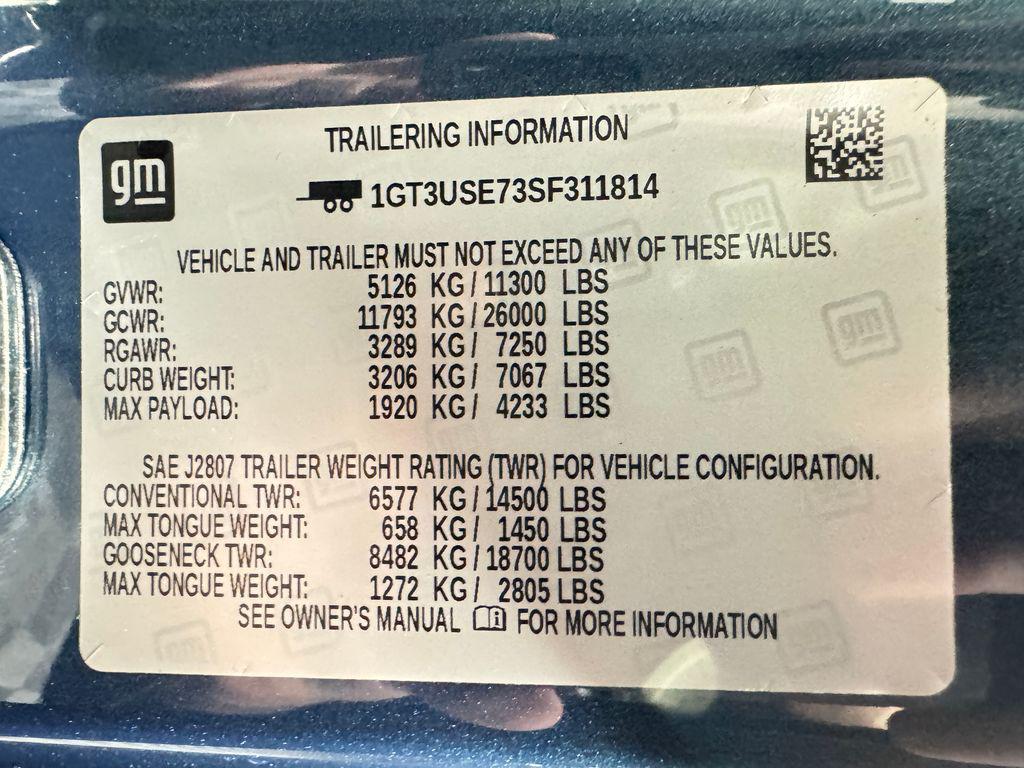 TRAILERING INFORMATION
gm
1GT3USE73SF311814
VEHICLE AND TRAILER MUST NOT EXCEED ANY OF THESE VALUES.
GVWR: 5126 KG / 11300 LBS
GCWR: 11793 KG / 26000 LBS
RGAWR: 3289 KG / 7250 LBS
CURB WEIGHT: 3206 KG / 7067 LBS
MAX PAYLOAD: 1920 KG / 4233 LBS
SAE J2807 TRAILER WEIGHT RATING (TWR) FOR VEHICLE CONFIGURATION.
CONVENTIONAL TWR: 6577 KG / 14500 LBS
MAX TONGUE WEIGHT: 658 KG / 1450 LBS
GOOSENECK TWR: 8482 KG / 18700 LBS
MAX TONGUE WEIGHT: 1272 KG / 2805 LBS
SEE OWNER'S MANUAL FOR MORE INFORMATION